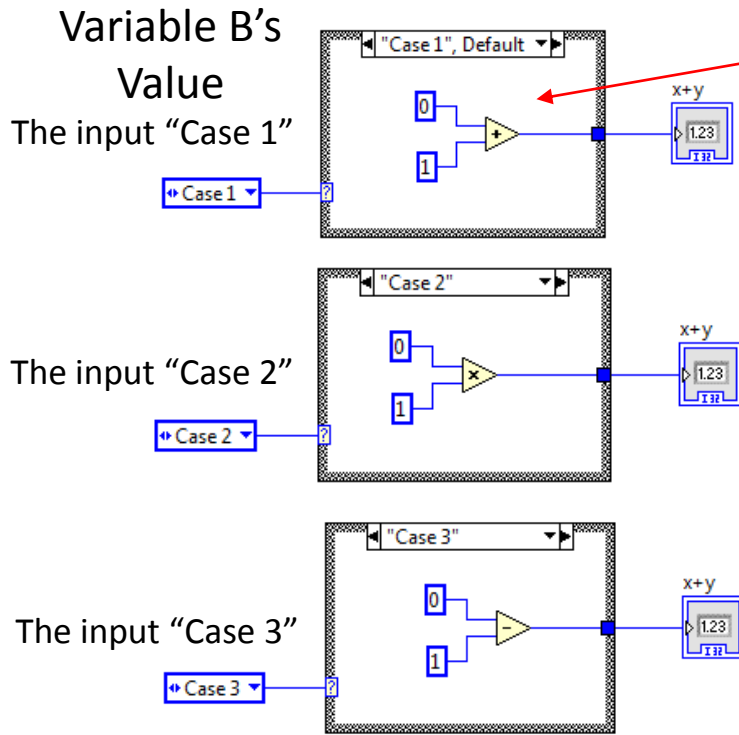 Variable B's
Value
The input “Case 1”
"Case 1", Default
0
+
1
Case 1
?
x+y
1.23
I32
The input “Case 2”
"Case 2"
0
×
1
Case 2
?
x+y
1.23
I32
The input “Case 3”
"Case 3"
0
-
1
Case 3
?
x+y
1.23
I32